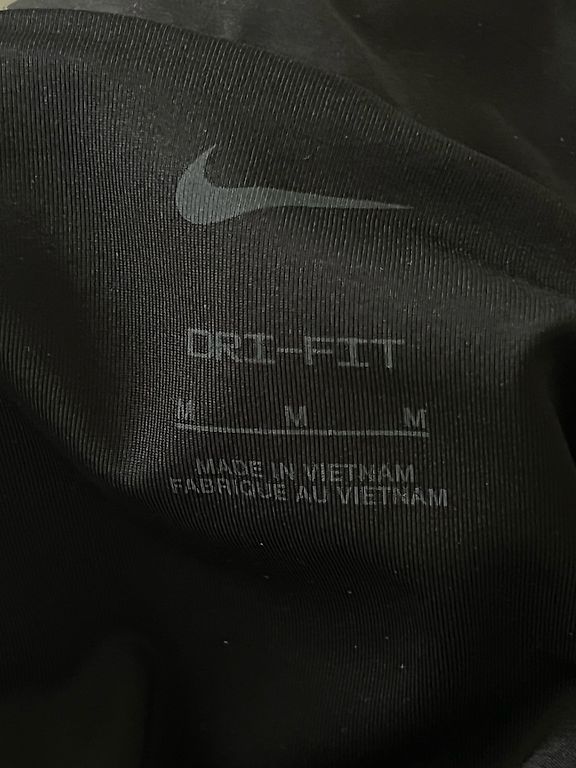 DRI-FIT
M M M
MADE IN VIETNAM
FABRIQUE AU VIETNAM